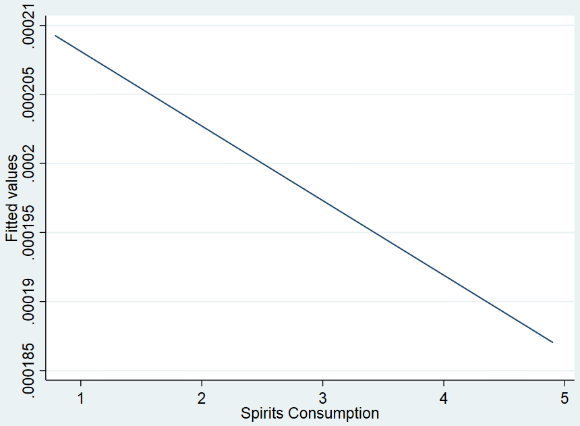 .00021
.000205
.0002
.000195
.00019
.000185
Fitted values
1 2 3 4 5
Spirits Consumption